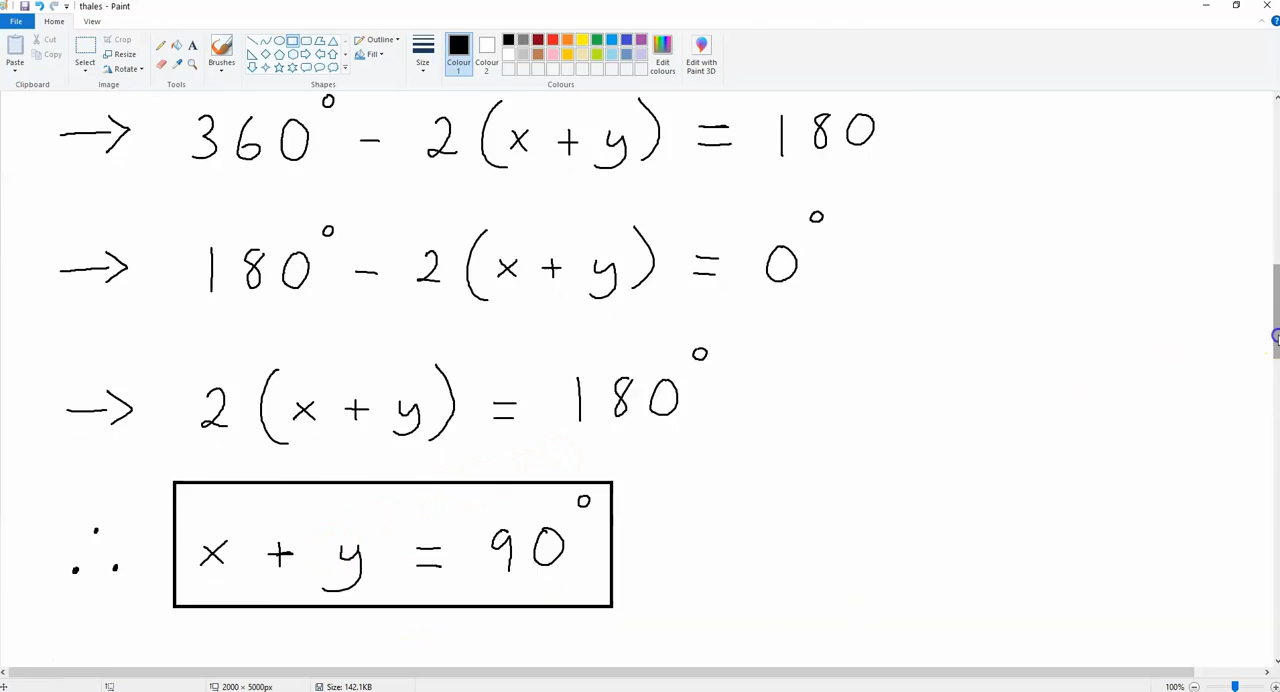 thales - Paint
File Home View
Paste Cut Copy Clipboard
Select Crop Resize Rotate Image
Tools
Brushes
Outline Fill Shapes
Size
Colour 1 Colour 2 Edit colours Edit with Paint 3D Colours
→ 360° - 2(x + y) = 180
→ 180° - 2(x + y) = 0°
→ 2(x + y) = 180°
∴ x + y = 90°
2000 × 5000px Size: 142.1KB 100%